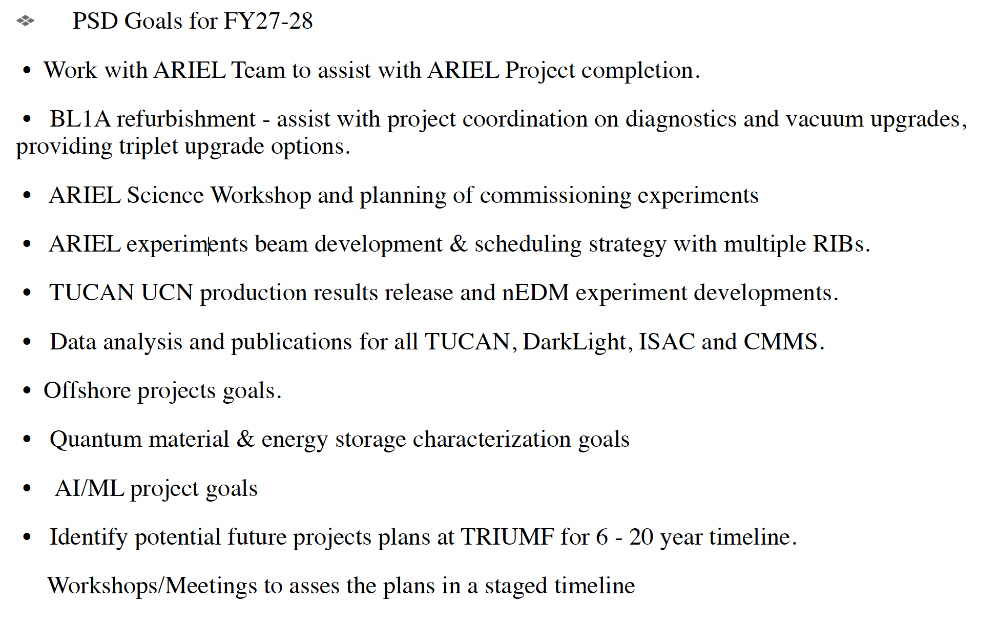 ❖ PSD Goals for FY27-28
• Work with ARIEL Team to assist with ARIEL Project completion.
• BL1A refurbishment - assist with project coordination on diagnostics and vacuum upgrades,
providing triplet upgrade options.
• ARIEL Science Workshop and planning of commissioning experiments
• ARIEL experiments beam development & scheduling strategy with multiple RIBs.
• TUCAN UCN production results release and nEDM experiment developments.
• Data analysis and publications for all TUCAN, DarkLight, ISAC and CMMS.
• Offshore projects goals.
• Quantum material & energy storage characterization goals
• AI/ML project goals
• Identify potential future projects plans at TRIUMF for 6 - 20 year timeline.
Workshops/Meetings to asses the plans in a staged timeline